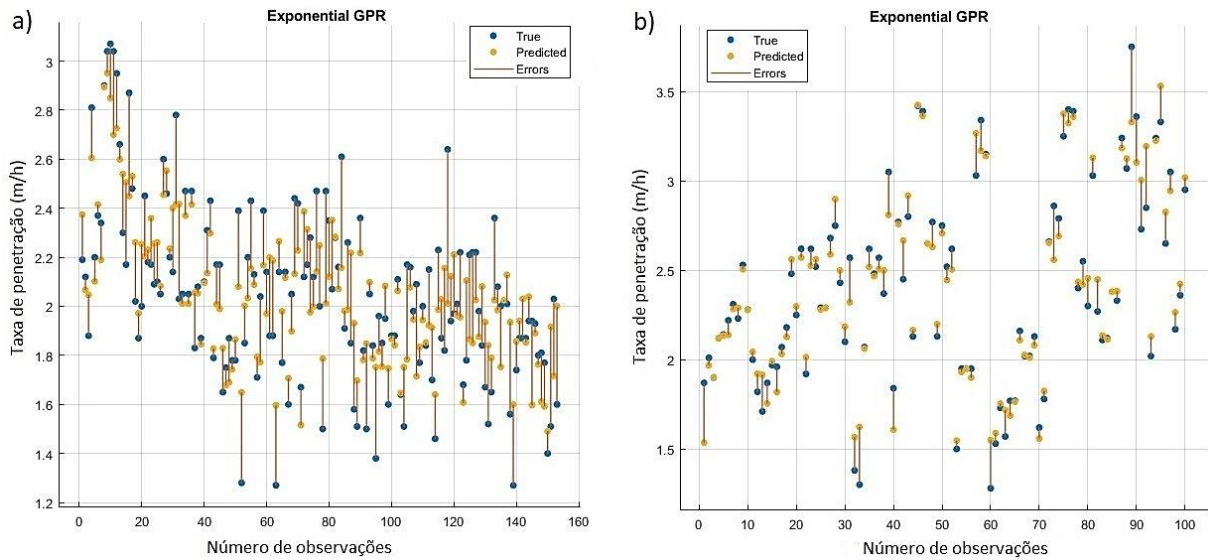 a)
Exponential GPR
True
Predicted
Errors
3
2.8
2.6
2.4
2.2
2
1.8
1.6
1.4
1.2
Taxa de penetração (m/h)
0 20 40 60 80 100 120 140 160
Número de observações
b)
Exponential GPR
True
Predicted
Errors
3.5
3
2.5
2
1.5
Taxa de penetração (m/h)
0 10 20 30 40 50 60 70 80 90 100
Número de observações